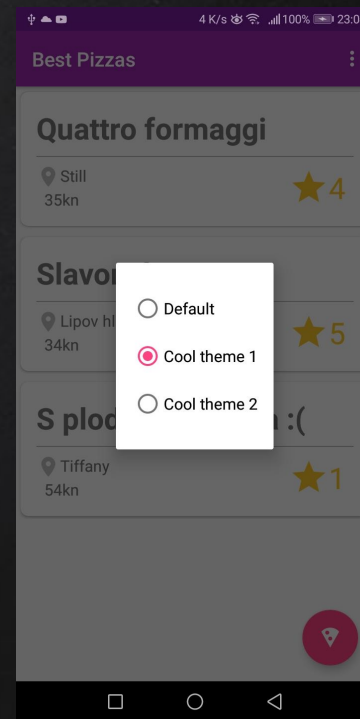 4 K/s 100% 23:0
Best Pizzas
Quattro formaggi
Still
35kn
4
Slavon
Lipov hl
34kn
5
Default
Cool theme 1
Cool theme 2
S plod :(
Tiffany
54kn
1